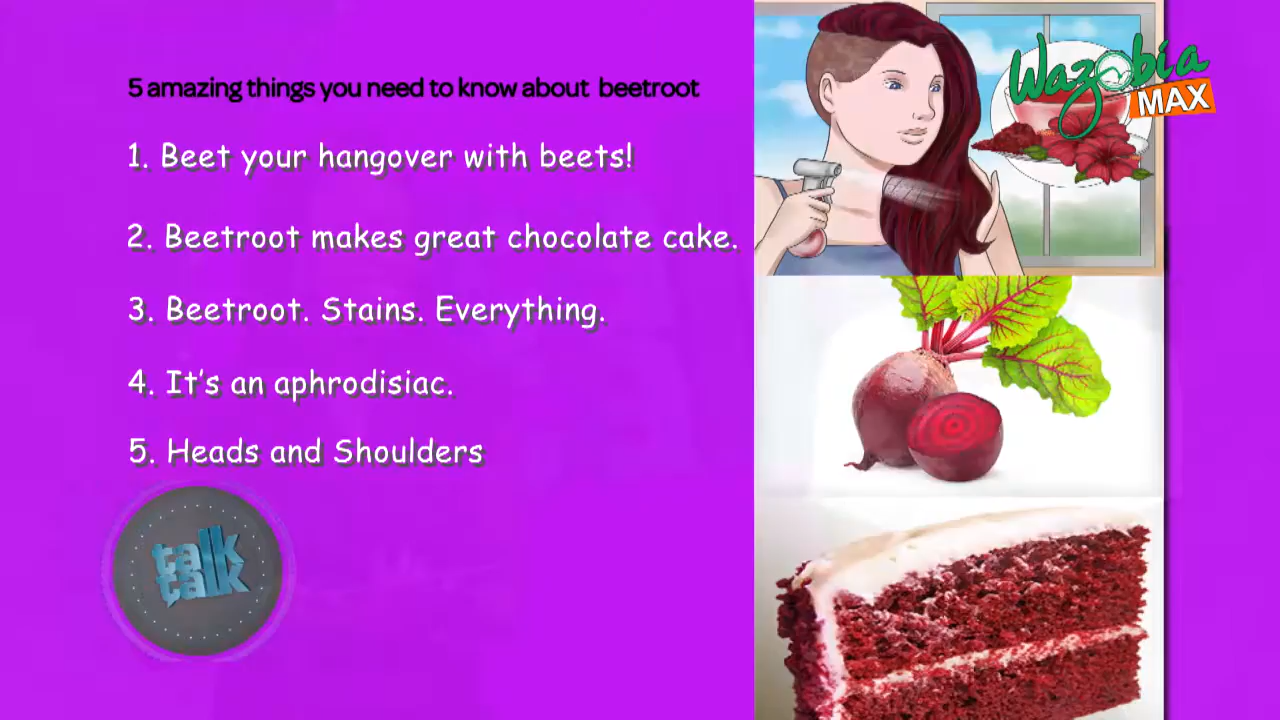 Wazobia
MAX
5 amazing things you need to know about beetroot
1. Beet your hangover with beets!
2. Beetroot makes great chocolate cake.
3. Beetroot. Stains. Everything.
4. It's an aphrodisiac.
5. Heads and Shoulders
talk
talk